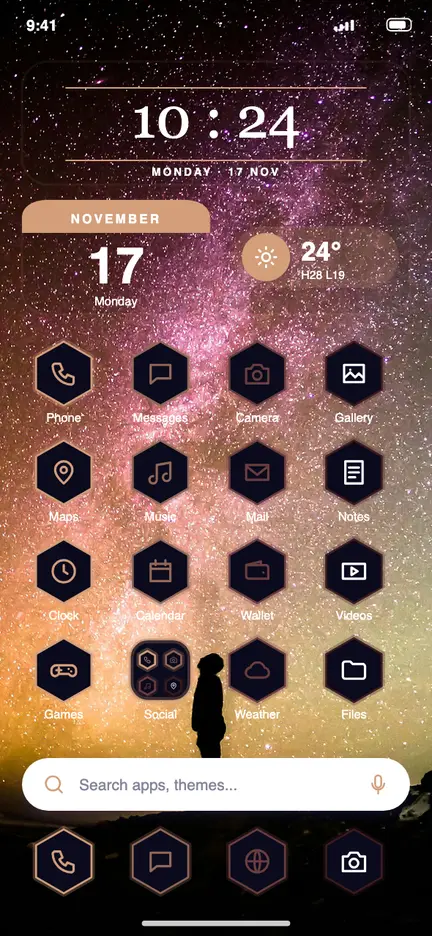 9:41
10 : 24
MONDAY · 17 NOV
NOVEMBER
17
Monday
24°
H28 L19
Phone
Messages
Camera
Gallery
Maps
Music
Mail
Notes
Clock
Calendar
Wallet
Videos
Games
Social
Weather
Files
Search apps, themes...